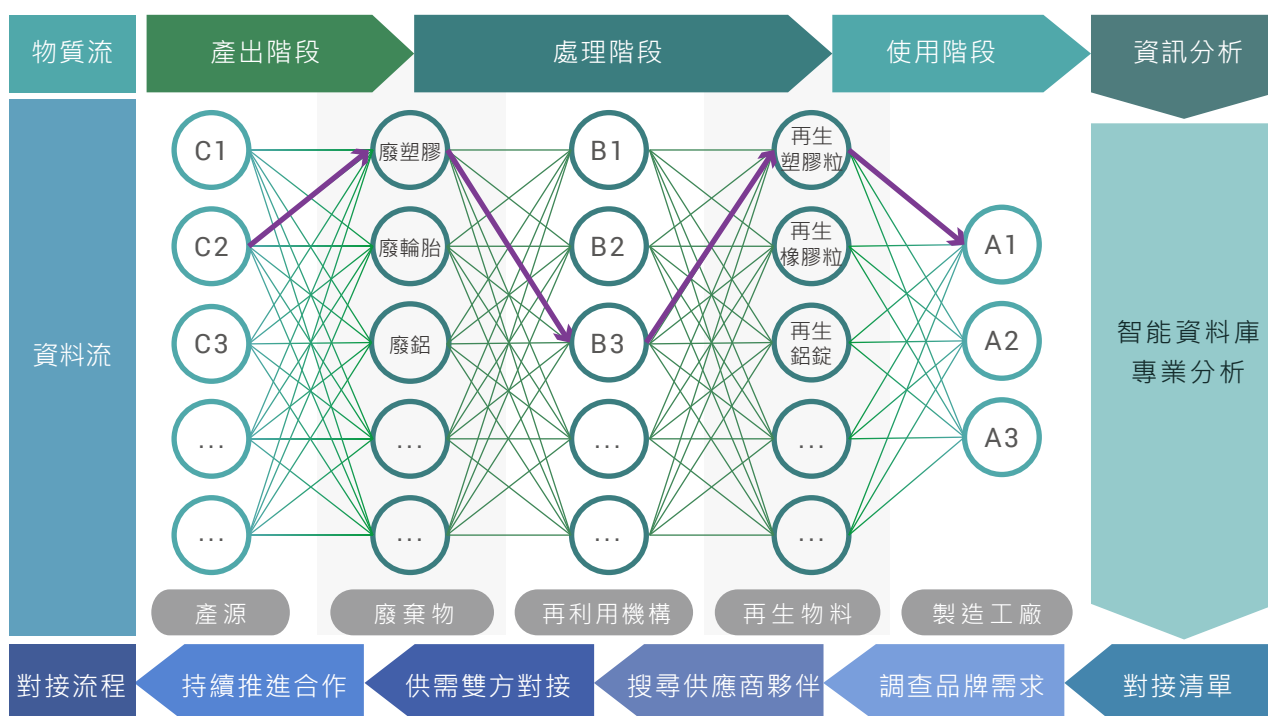 物質流
產出階段
處理階段
使用階段
資訊分析
資料流
C1
廢塑膠
B1
再生
塑膠粒
C2
廢輪胎
B2
再生
橡膠粒
A1
C3
廢鋁
B3
再生
鋁錠
A2
...
...
...
...
A3
...
...
...
...
智能資料庫
專業分析
產源
廢棄物
再利用機構
再生物料
製造工廠
對接流程
持續推進合作
供需雙方對接
搜尋供應商夥伴
調查品牌需求
對接清單